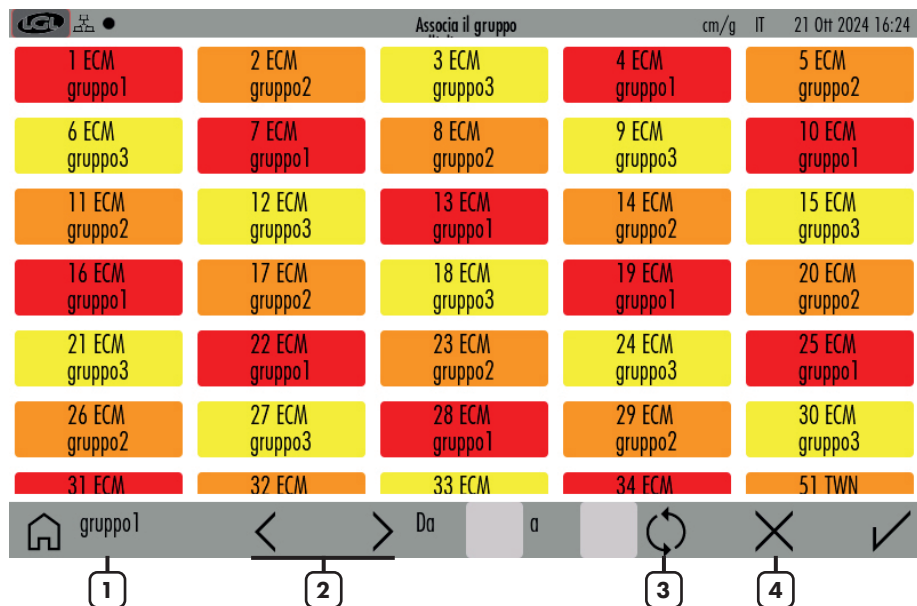 LGL Associa il gruppo cm/g IT 21 Ott 2024 16:24
1 ECM 2 ECM 3 ECM 4 ECM 5 ECM
gruppo1 gruppo2 gruppo3 gruppo1 gruppo2
6 ECM 7 ECM 8 ECM 9 ECM 10 ECM
gruppo3 gruppo1 gruppo2 gruppo3 gruppo1
11 ECM 12 ECM 13 ECM 14 ECM 15 ECM
gruppo2 gruppo3 gruppo1 gruppo2 gruppo3
16 ECM 17 ECM 18 ECM 19 ECM 20 ECM
gruppo1 gruppo2 gruppo3 gruppo1 gruppo2
21 ECM 22 ECM 23 ECM 24 ECM 25 ECM
gruppo3 gruppo1 gruppo2 gruppo3 gruppo1
26 ECM 27 ECM 28 ECM 29 ECM 30 ECM
gruppo2 gruppo3 gruppo1 gruppo2 gruppo3
31 ECM 32 ECM 33 ECM 34 ECM 51 TWN
gruppo1 Da a
1 2 3 4